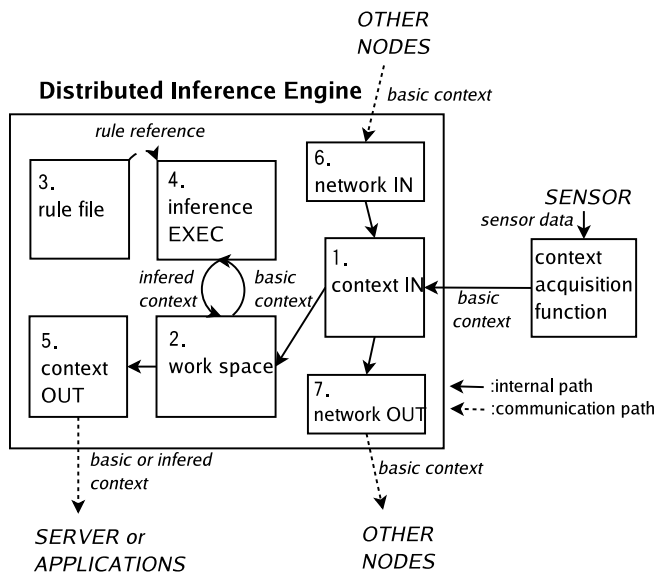 OTHER
NODES
Distributed Inference Engine
basic context
rule reference
3.
rule file
4.
inference
EXEC
6.
network IN
SENSOR
sensor data
infered
context
basic
context
1.
context IN
basic
context
context
acquisition
function
5.
context
OUT
2.
work space
7.
network OUT
:internal path
:communication path
basic or infered
context
basic context
SERVER or
APPLICATIONS
OTHER
NODES